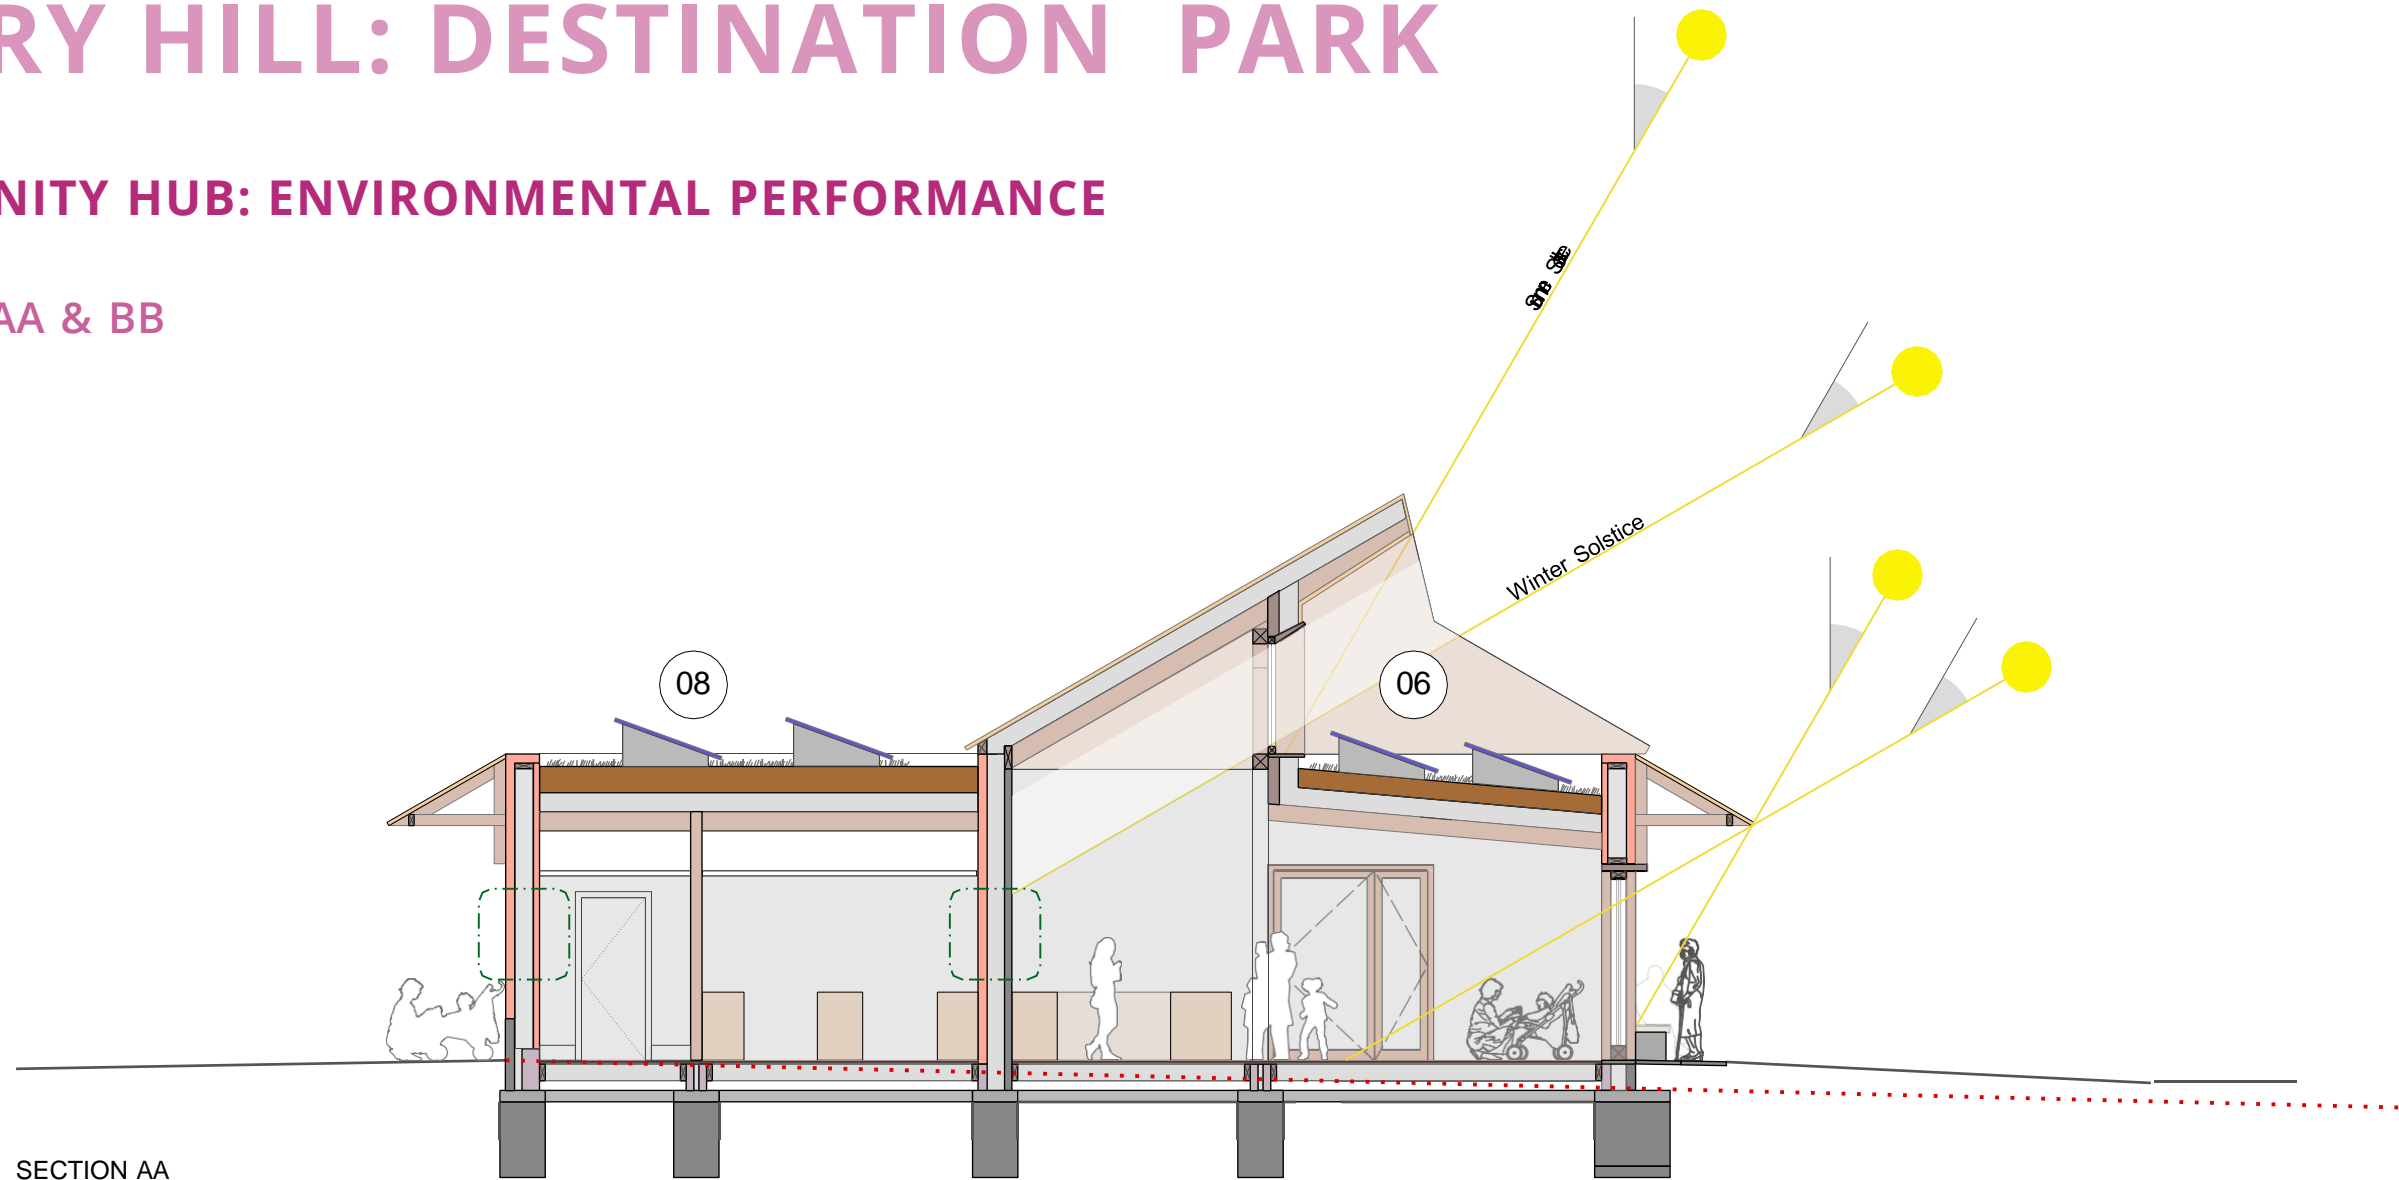 RY HILL: DESTINATION PARK
NITY HUB: ENVIRONMENTAL PERFORMANCE
AA & BB
Winter Solstice
08
06
SECTION AA